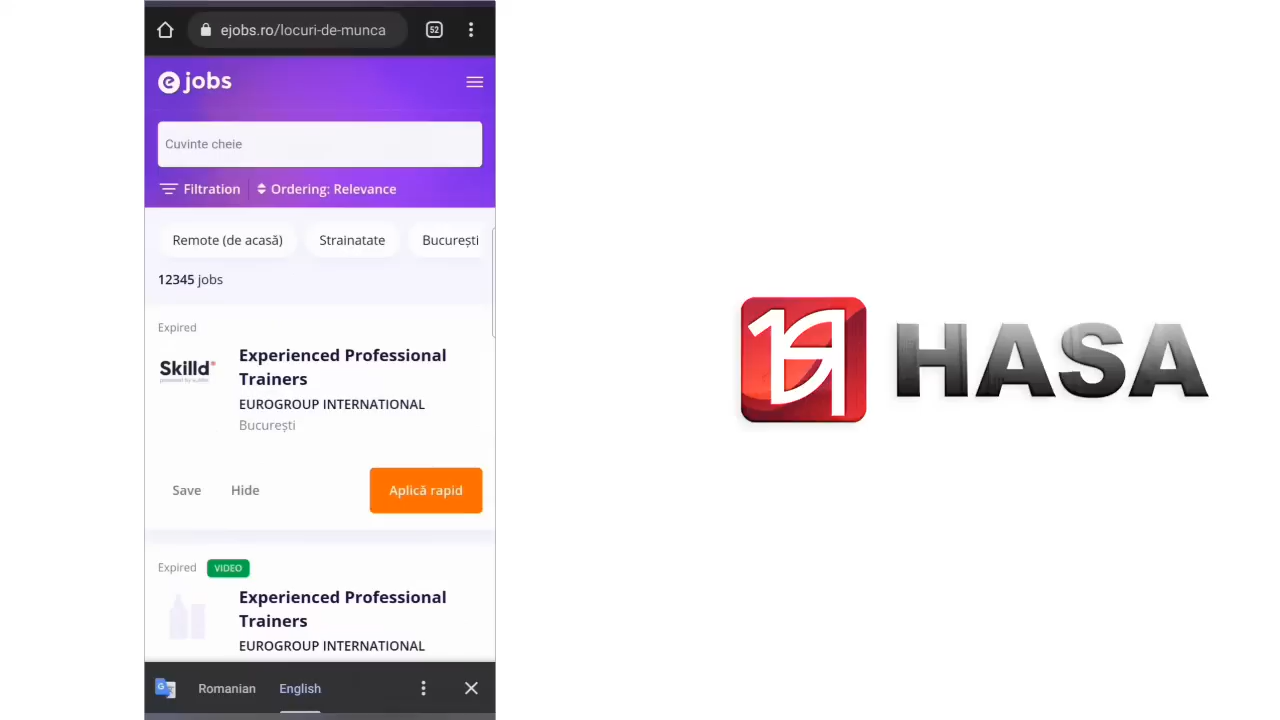 ejobs.ro/locuri-de-munca
52
e jobs
Cuvinte cheie
Filtration
Ordering: Relevance
Remote (de acasă)
Strainatate
București
12345 jobs
Expired
Skilld
Experienced Professional
Trainers
EUROGROUP INTERNATIONAL
București
Save
Hide
Aplică rapid
Expired
VIDEO
Experienced Professional
Trainers
EUROGROUP INTERNATIONAL
Romanian
English
HASA